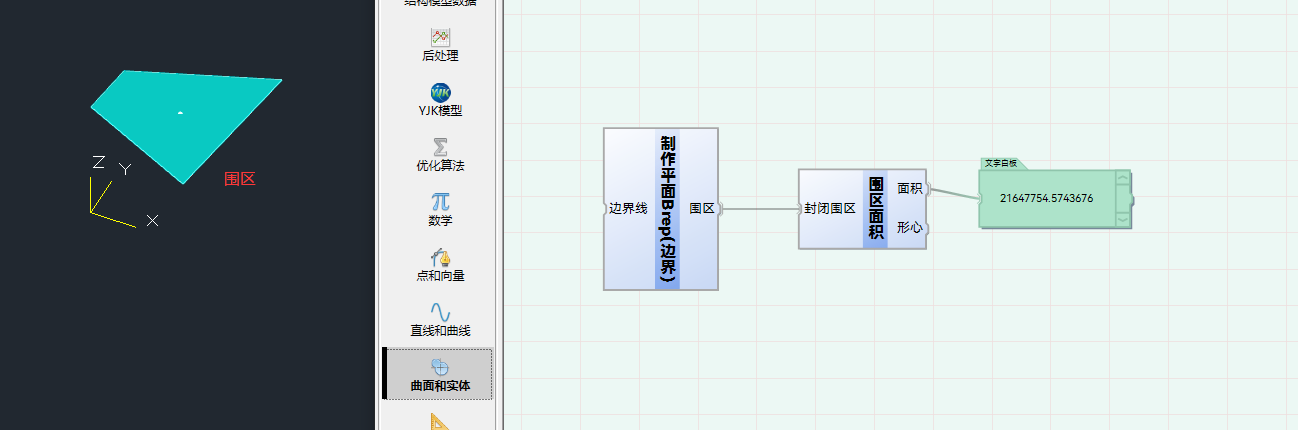 Z
Y
X
围区
结构模型数据
后处理
YJK
YJK模型
优化算法
数学
点和向量
直线和曲线
曲面和实体
边界线
制作平面Brep(边界)
围区
封闭围区
围区面积
面积
形心
文字白板
21647754.5743676